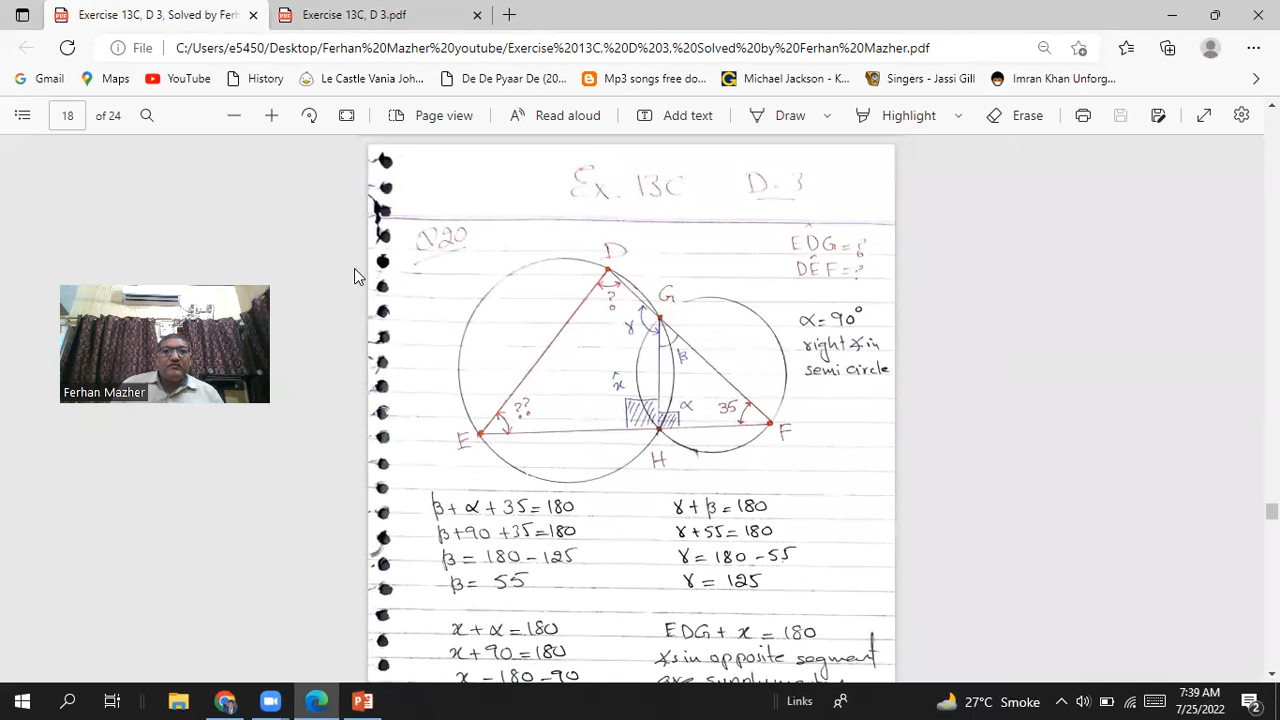 Exercise 13C, D 3, Solved by Ferh
Exercise 13C, D 3.pdf
File
C:/Users/e5450/Desktop/Ferhan%20Mazher%20youtube/Exercise%2013C,%20D%203,%20Solved%20by%20Ferhan%20Mazher.pdf
Gmail
Maps
YouTube
History
Le Castle Vania Joh...
De De Pyaar De (20...
Mp3 songs free do...
Michael Jackson - K...
Singers - Jassi Gill
Imran Khan Unforg...
18 of 24
Page view
Read aloud
Add text
Draw
Highlight
Erase
Ex. 13C D-3
Q20
EDG = ?
DÊF = ?
D
?
G
γ
β
α = 90°
right ∡ in
semi circle
x̂
α
35
??
E
H
F
β + α + 35 = 180
β + 90 + 35 = 180
β = 180 - 125
β = 55
γ + β = 180
γ + 55 = 180
γ = 180 - 55
γ = 125
x + α = 180
x + 90 = 180
x = 180 - 90
EDG + x = 180
∡s in opposite segment
Ferhan Mazher
Links
27°C Smoke
7:39 AM
7/25/2022
2